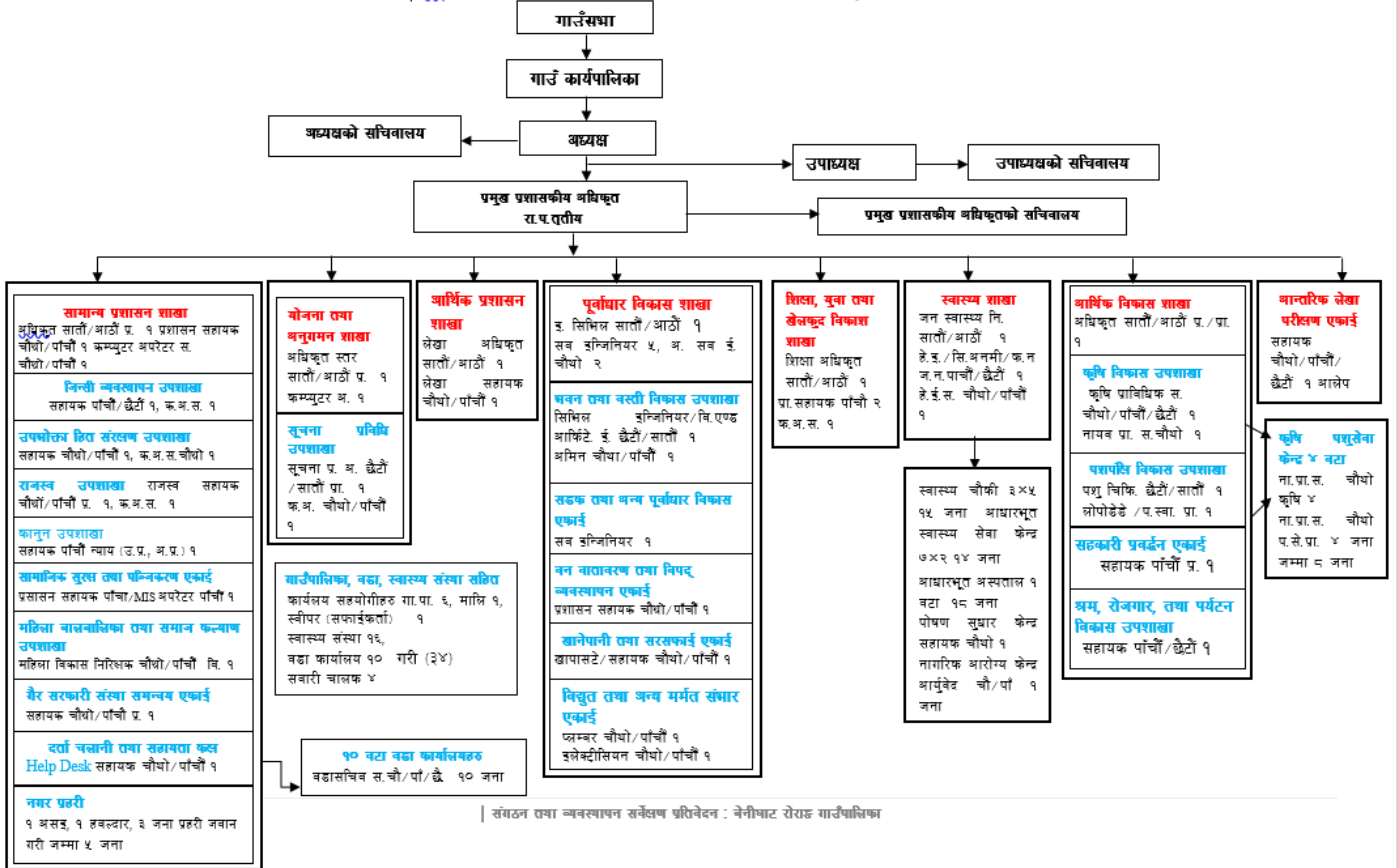 गाउँसभा
गाउँ कार्यपालिका
अध्यक्षको सचिवालय
अध्यक्ष
उपाध्यक्ष
उपाध्यक्षको सचिवालय
प्रमुख प्रशासकीय अधिकृत
रा.प.तृतीय
प्रमुख प्रशासकीय अधिकृतको सचिवालय
सामान्य प्रशासन शाखा
अधिकृत सातौं/आठौं प्र. १ प्रशासन सहायक
चौथो/पाँचौं १ कम्प्युटर अपरेटर स.
चौथो/पाँचौं १
जिन्सी व्यवस्थापन उपशाखा
सहायक पाँचौं/छैटौं १, क.अ.स. १
उपभोक्ता हित संरक्षण उपशाखा
सहायक चौथो/पाँचौं १, क.अ.स.चौथो १
राजस्व उपशाखा राजस्व सहायक
चौथों/पाँचौं प्र. १, क.अ.स. १
कानुन उपशाखा
सहायक पाँचौं न्याय (उ.प्र., अ.प्र.) १
सामाजिक सुरक्ष तथा पञ्जिकरण एकाई
प्रसासन सहायक पाँचा/MIS अपरेटर पाँचौं १
महिला बालबालिका तथा समाज कल्याण
उपशाखा
महिला विकास निरिक्षक चौथो/पाँचौं वि. १
गैर सरकारी संस्था समन्वय एकाई
सहायक चौथो/पाँचौ प्र. १
दर्ता चलानी तथा सहायता कक्ष
Help Desk सहायक चौथो/पाँचौं १
नगर प्रहरी
१ असइ, १ हवल्दार, ३ जना प्रहरी जवान
गरी जम्मा ५ जना
योजना तथा
अनुगमन शाखा
अधिकृत स्तर
सातौं/आठौं प्र. १
कम्प्युटर अ. १
सूचना प्रविधि
उपशाखा
सूचना प्र. अ. छैटौं
/सातौं प्रा. १
क.अ. चौथो/पाँचौं
१
आर्थिक प्रशासन
शाखा
लेखा अधिकृत
सातौं/आठौं १
लेखा सहायक
चौथो/पाँचौं १
गाउँपालिका, वडा, स्वास्थ्य संस्था सहित
कार्यलय सहयोगीहरु गा.पा. ६, मालि १,
स्वीपर (सफाईकर्ता) १
स्वास्थ्य संस्था १६,
वडा कार्यालय १० गरी (३४)
सवारी चालक ४
१० वटा वडा कार्यालयहरु
वडासचिव स.चौ/पाँ/छै १० जना
पूर्वाधार विकास शाखा
इ. सिभिल सातौं/आठौं १
सब इन्जिनियर ५, अ. सब ई.
चौथो २
भवन तथा वस्ती विकास उपशाखा
सिभिल इन्जिनियर/वि.एण्ड
आर्किटे. ई. छैटौं/सातौं १
अमिन चौथा/पाँचौं १
सडक तथा अन्य पूर्वाधार विकास
एकाई
सब इन्जिनियर १
वन वातावरण तथा विपद्
व्यवस्थापन एकाई
प्रशासन सहायक चौथो/पाँचौं १
खानेपानी तथा सरसफाई एकाई
खापासटे/सहायक चौथो/पाँचौं १
विद्युत तथा अन्य मर्मत संभार
एकाई
प्लम्बर चौथो/पाँचौं १
इलेक्ट्रीसियन चौथो/पाँचौं १
शिक्षा, युवा तथा
खेलकुद विकाश
शाखा
शिक्षा अधिकृत
सातौं/आठौं १
प्रा.सहायक पाँचौ २
क.अ.स. १
स्वास्थ्य शाखा
जन स्वास्थ्य नि.
सातौं/आठौं १
हे.इ./सि.अनमी/क.न
ज.न.पाचौं/छैटौं १
हे.ई.स. चौथो/पाँचौं
१
स्वास्थ्य चौकी ३×५
१५ जना आधारभूत
स्वास्थ्य सेवा केन्द्र
७×२ १४ जना
आधारभूत अस्पताल १
वटा १८ जना
पोषण सुधार केन्द्र
सहायक चौथो १
नागरिक आरोग्य केन्द्र
आर्युवेद चौ/पाँ १
जना
आर्थिक विकास शाखा
अधिकृत सातौं/आठौं प्र./प्रा.
१
कृषि विकास उपशाखा
कृषि प्राविधिक स.
चौथो/पाँचौं/छैटौं १
नायव प्रा. स.चौथो १
पशपंक्षि विकास उपशाखा
पशु चिकि. छैटौं/सातौं १
लोपोडेडे /प.स्वा. प्रा. १
सहकारी प्रवर्द्धन एकाई
सहायक पाँचौं प्र. १
श्रम, रोजगार, तथा पर्यटन
विकास उपशाखा
सहायक पाँचौं/छैटौं १
आन्तरिक लेखा
परीक्षण एकाई
सहायक
चौथो/पाँचौं/
छैटौं १ आलेप
कृषि पशुसेवा
केन्द्र ४ वटा
ना.प्रा.स. चौथो
कृषि ४
ना.प्रा.स. चौथो
प.से.प्रा. ४ जना
जम्मा ८ जना
| संगठन तथा व्यवस्थापन सर्वेक्षण प्रतिवेदन : बेनीघाट रोराङ गाउँपालिका